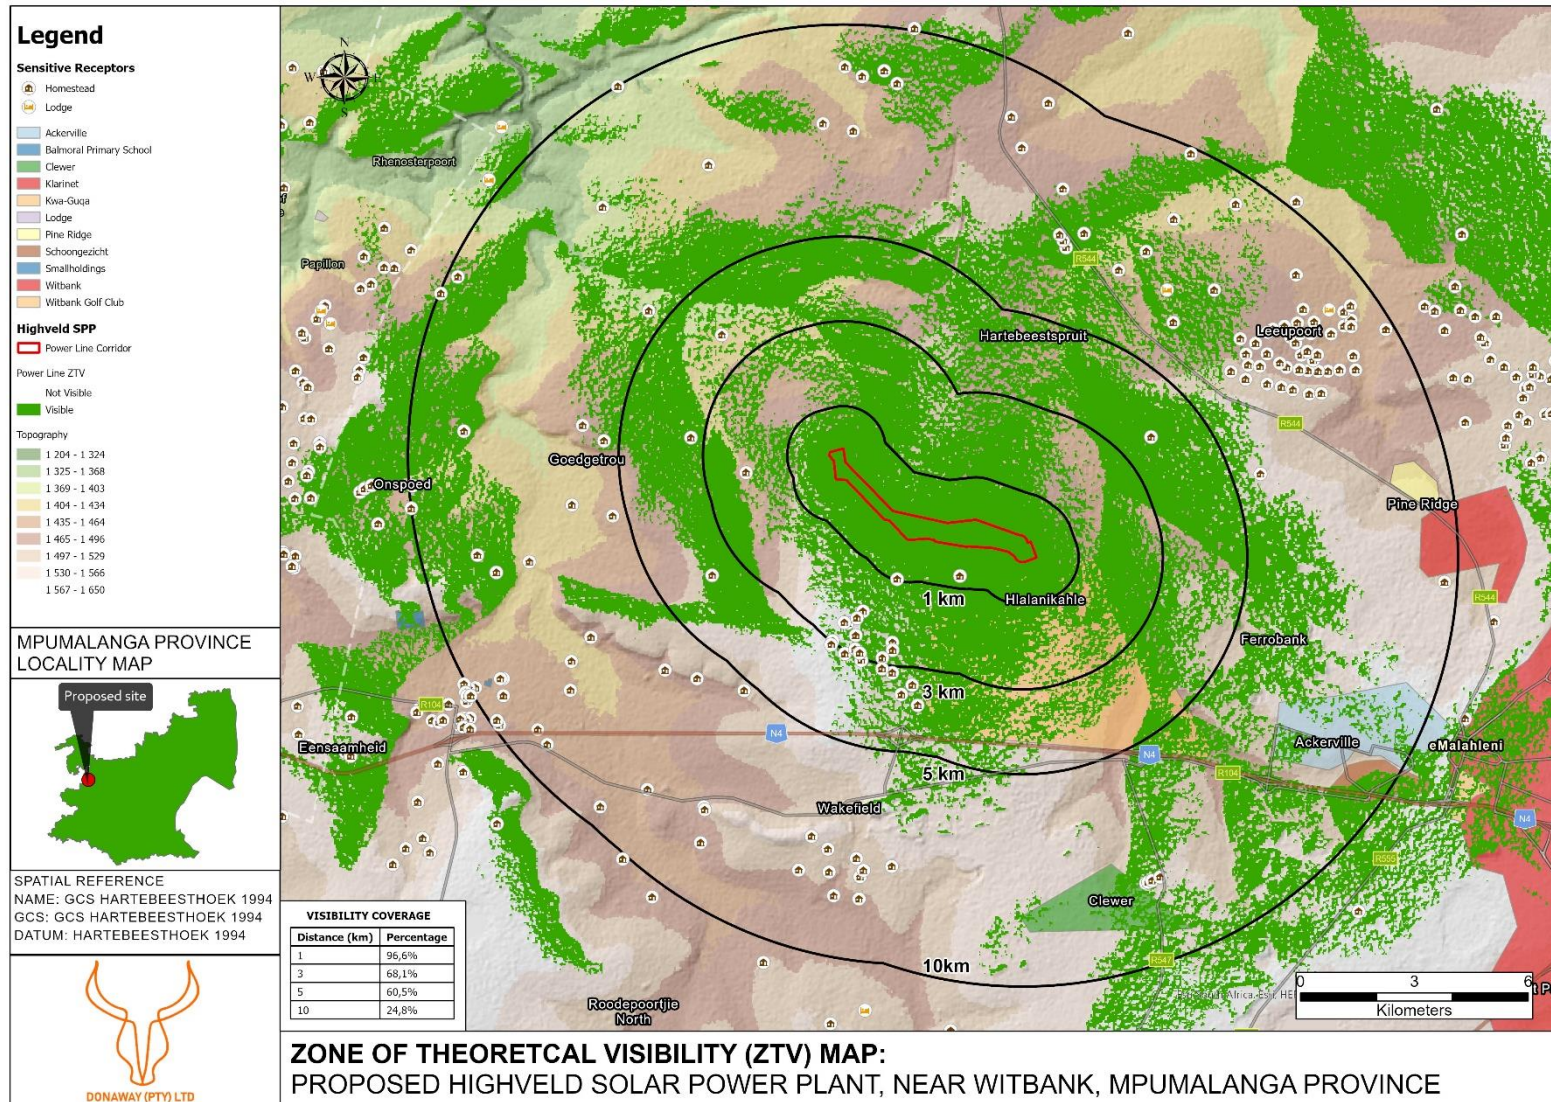 Legend
Sensitive Receptors
Homestead
Lodge
Ackerville
Balmoral Primary School
Clewer
Klarinet
Kwa-Guqa
Lodge
Pine Ridge
Schoongezicht
Smallholdings
Witbank
Witbank Golf Club
Highveld SPP
Power Line Corridor
Power Line ZTV
Not Visible
Visible
Topography
1 204 - 1 324
1 325 - 1 368
1 369 - 1 403
1 404 - 1 434
1 435 - 1 464
1 465 - 1 496
1 497 - 1 529
1 530 - 1 566
1 567 - 1 650
MPUMALANGA PROVINCE
LOCALITY MAP
Proposed site
SPATIAL REFERENCE
NAME: GCS HARTEBEESTHOEK 1994
GCS: GCS HARTEBEESTHOEK 1994
DATUM: HARTEBEESTHOEK 1994
DONAWAY (PTY) LTD
N
W E
S
Rhenosterpoort
Papillon
R544
Hartebeestspruit
Leeupoort
R544
Goedgetrou
Onspoed
Pine Ridge
1 km
Hlalanikahle
R544
Ferrobank
3 km
R104
Eensaamheid
N4
N4
Ackerville
eMalahleni
5 km
R104
Wakefield
N4
R555
Clewer
10km
R547
Roodepoortjie
North
VISIBILITY COVERAGE
Distance (km) Percentage
1 96,6%
3 68,1%
5 60,5%
10 24,8%
0 3 6
Kilometers
ZONE OF THEORETCAL VISIBILITY (ZTV) MAP:
PROPOSED HIGHVELD SOLAR POWER PLANT, NEAR WITBANK, MPUMALANGA PROVINCE